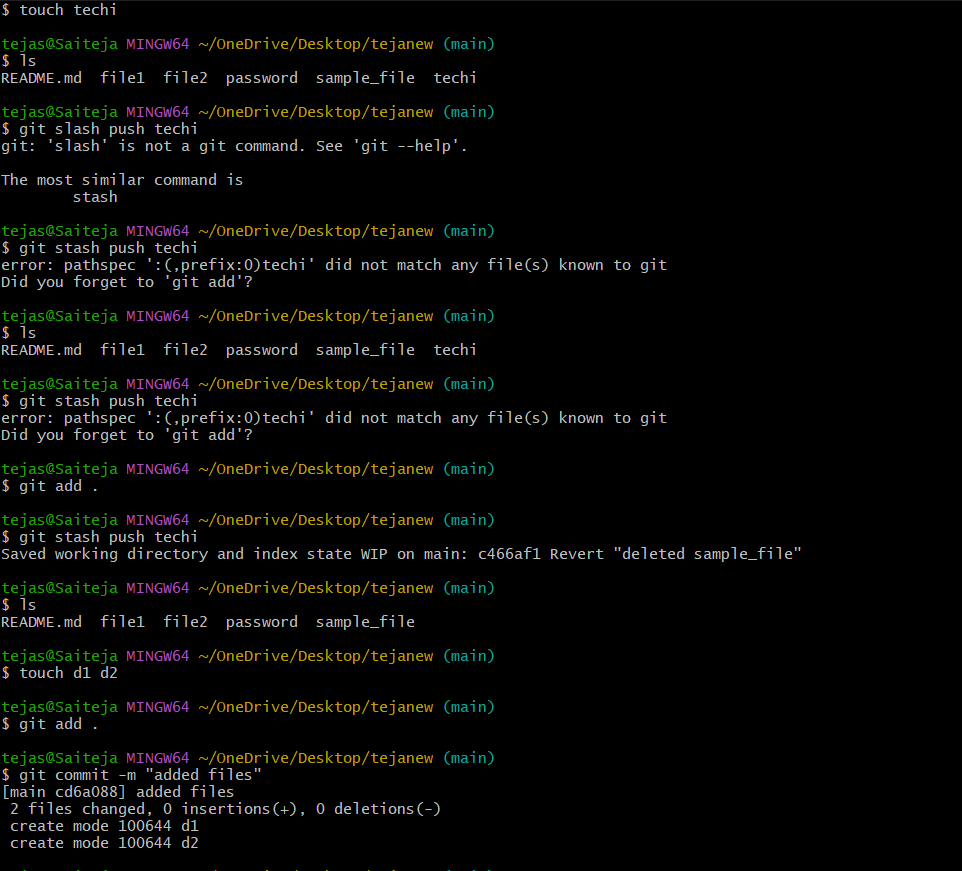 $ touch techi
tejas@Saiteja MINGW64 ~/OneDrive/Desktop/tejanew (main)
$ ls
README.md  file1  file2  password  sample_file  techi
tejas@Saiteja MINGW64 ~/OneDrive/Desktop/tejanew (main)
$ git slash push techi
git: 'slash' is not a git command. See 'git --help'.
The most similar command is
        stash
tejas@Saiteja MINGW64 ~/OneDrive/Desktop/tejanew (main)
$ git stash push techi
error: pathspec ':(,prefix:0)techi' did not match any file(s) known to git
Did you forget to 'git add'?
tejas@Saiteja MINGW64 ~/OneDrive/Desktop/tejanew (main)
$ ls
README.md  file1  file2  password  sample_file  techi
tejas@Saiteja MINGW64 ~/OneDrive/Desktop/tejanew (main)
$ git stash push techi
error: pathspec ':(,prefix:0)techi' did not match any file(s) known to git
Did you forget to 'git add'?
tejas@Saiteja MINGW64 ~/OneDrive/Desktop/tejanew (main)
$ git add .
tejas@Saiteja MINGW64 ~/OneDrive/Desktop/tejanew (main)
$ git stash push techi
Saved working directory and index state WIP on main: c466af1 Revert "deleted sample_file"
tejas@Saiteja MINGW64 ~/OneDrive/Desktop/tejanew (main)
$ ls
README.md  file1  file2  password  sample_file
tejas@Saiteja MINGW64 ~/OneDrive/Desktop/tejanew (main)
$ touch d1 d2
tejas@Saiteja MINGW64 ~/OneDrive/Desktop/tejanew (main)
$ git add .
tejas@Saiteja MINGW64 ~/OneDrive/Desktop/tejanew (main)
$ git commit -m "added files"
[main cd6a088] added files
 2 files changed, 0 insertions(+), 0 deletions(-)
 create mode 100644 d1
 create mode 100644 d2